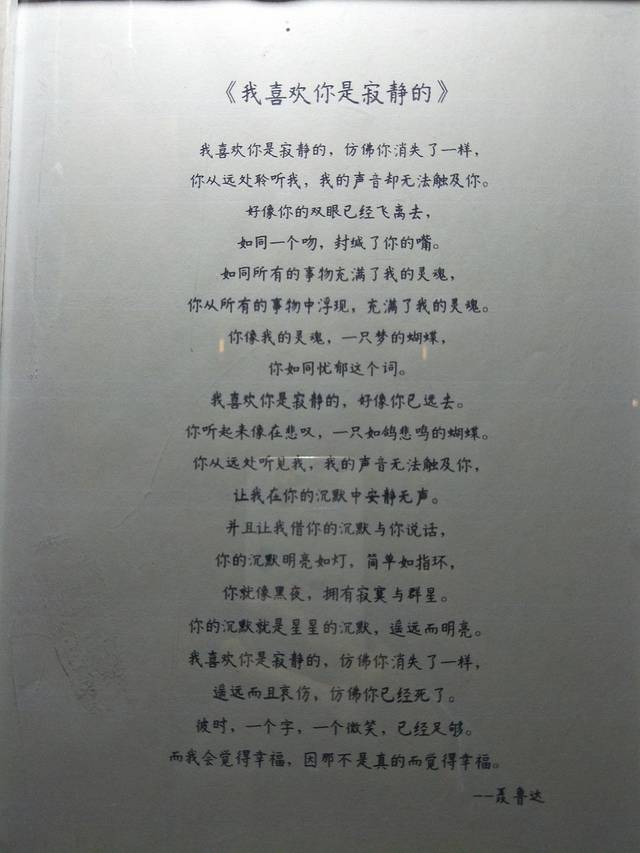 《我喜欢你是寂静的》
我喜欢你是寂静的，仿佛你消失了一样，
你从远处聆听我，我的声音却无法触及你。
好像你的双眼已经飞离去，
如同一个吻，封缄了你的嘴。
如同所有的事物充满了我的灵魂，
你从所有的事物中浮现，充满了我的灵魂。
你像我的灵魂，一只梦的蝴蝶，
你如同忧郁这个词。
我喜欢你是寂静的，好像你已远去。
你听起来像在悲叹，一只如鸽悲鸣的蝴蝶。
你从远处听见我，我的声音无法触及你，
让我在你的沉默中安静无声。
并且让我借你的沉默与你说话，
你的沉默明亮如灯，简单如指环，
你就像黑夜，拥有寂寞与群星。
你的沉默就是星星的沉默，遥远而明亮。
我喜欢你是寂静的，仿佛你消失了一样，
遥远而且哀伤，仿佛你已经死了。
彼时，一个字，一个微笑，已经足够。
而我会觉得幸福，因那不是真的而觉得幸福。
--聂鲁达